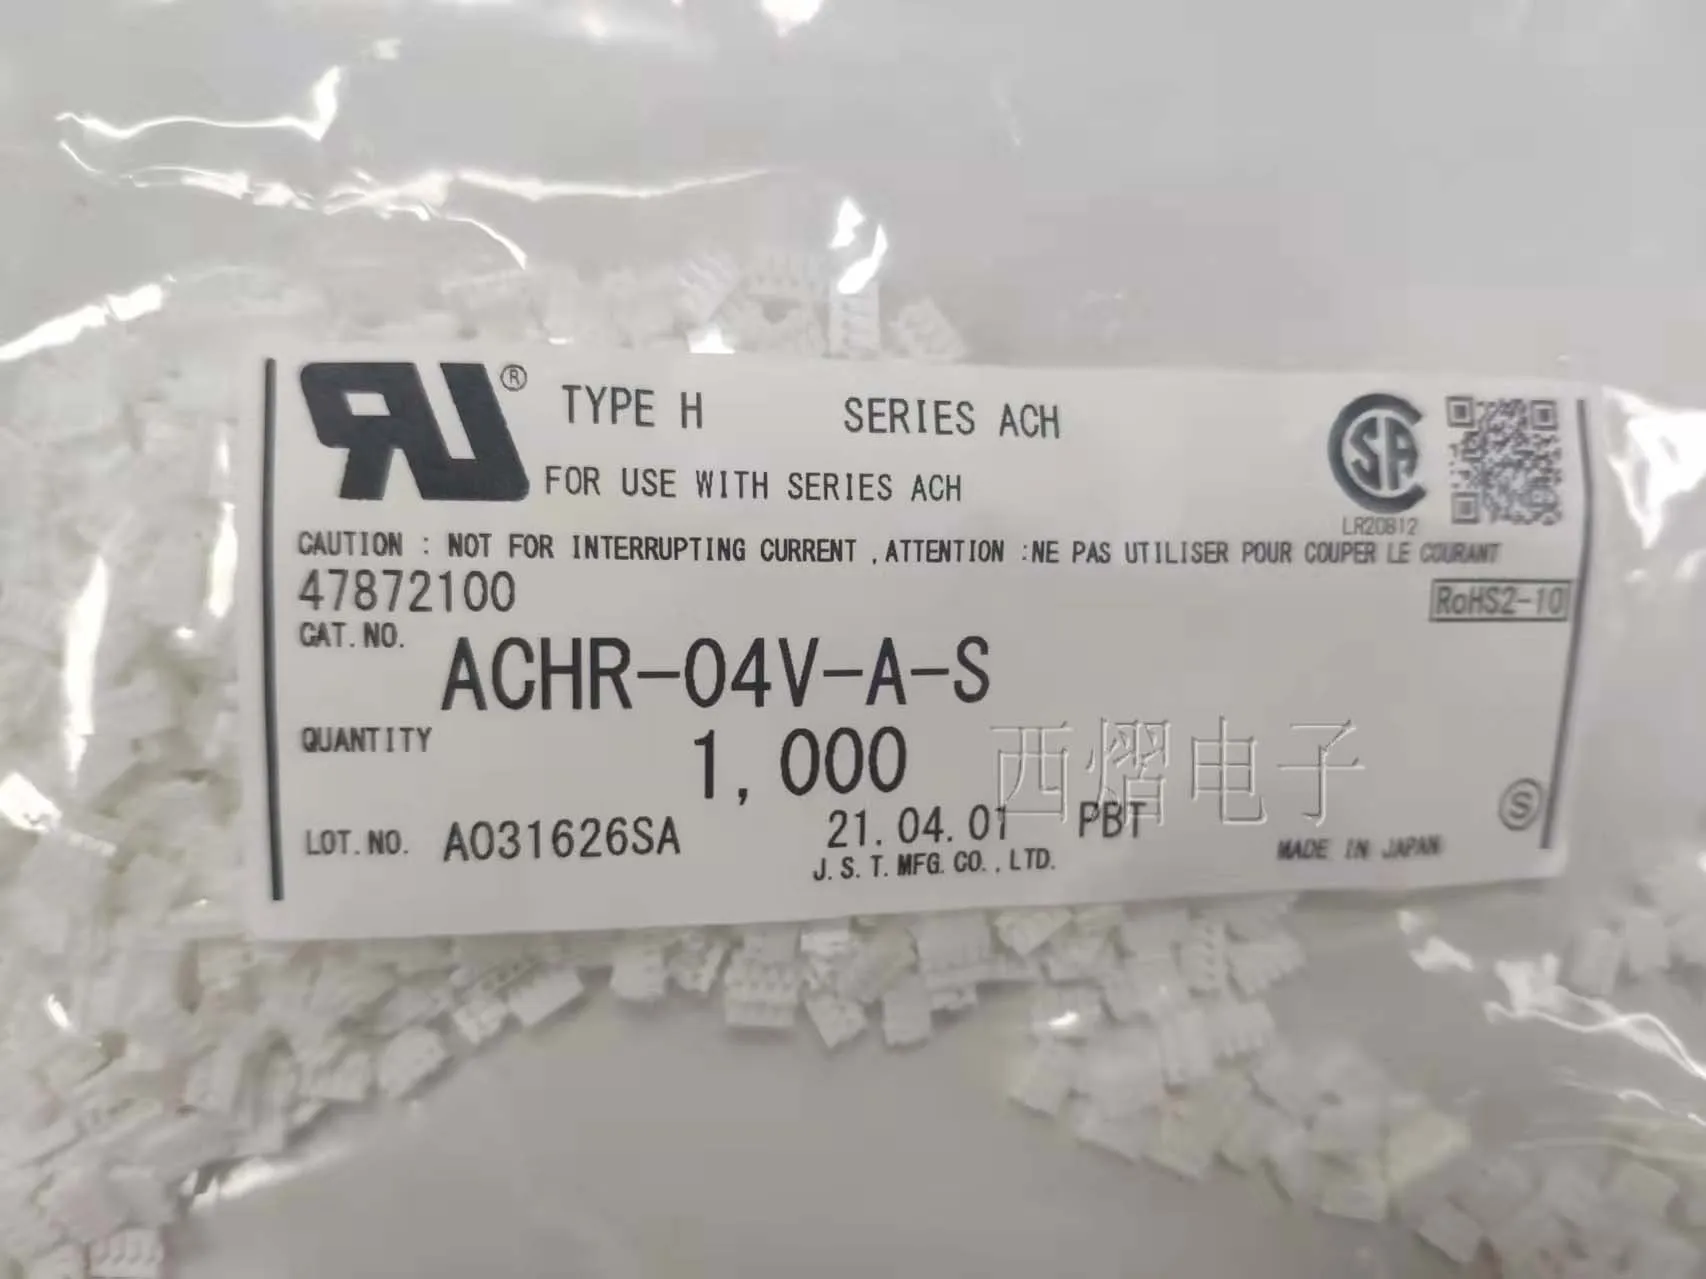 RU® TYPE H SERIES ACH
FOR USE WITH SERIES ACH
SA
LR20812
CAUTION : NOT FOR INTERRUPTING CURRENT ,ATTENTION :NE PAS UTILISER POUR COUPER LE COURANT
47872100
RoHS2-10
CAT.NO. ACHR-04V-A-S
QUANTITY 1,000
西熠电子
LOT.NO. A031626SA 21.04.01 PBT
S
J.S.T.MFG.CO.,LTD. MADE IN JAPAN